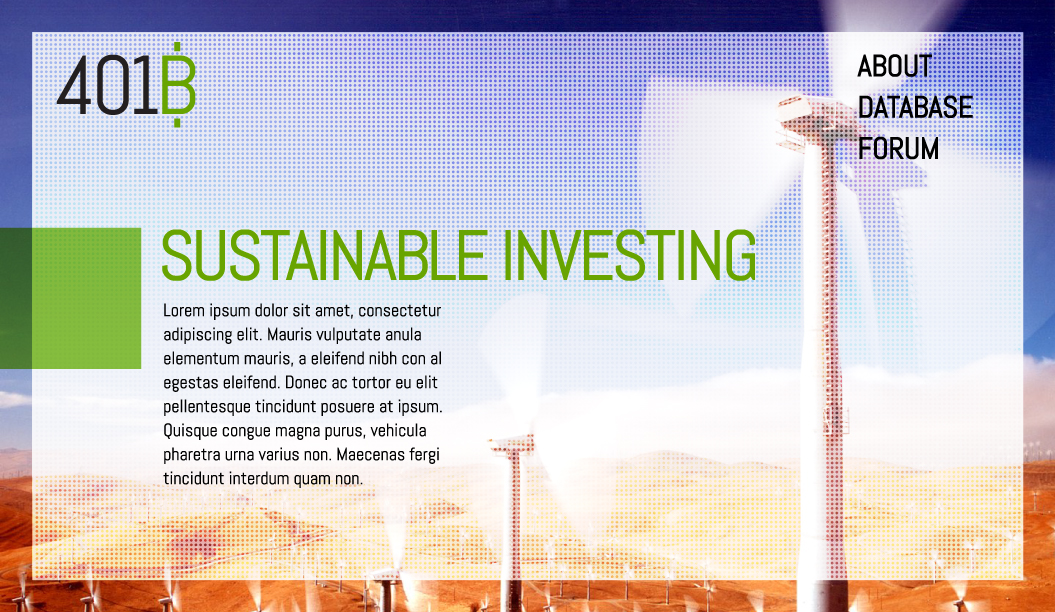 401B
ABOUT
DATABASE
FORUM
SUSTAINABLE INVESTING
Lorem ipsum dolor sit amet, consectetur
adipiscing elit. Mauris vulputate anula
elementum mauris, a eleifend nibh con al
egestas eleifend. Donec ac tortor eu elit
pellentesque tincidunt posuere at ipsum.
Quisque congue magna purus, vehicula
pharetra urna varius non. Maecenas fergi
tincidunt interdum quam non.